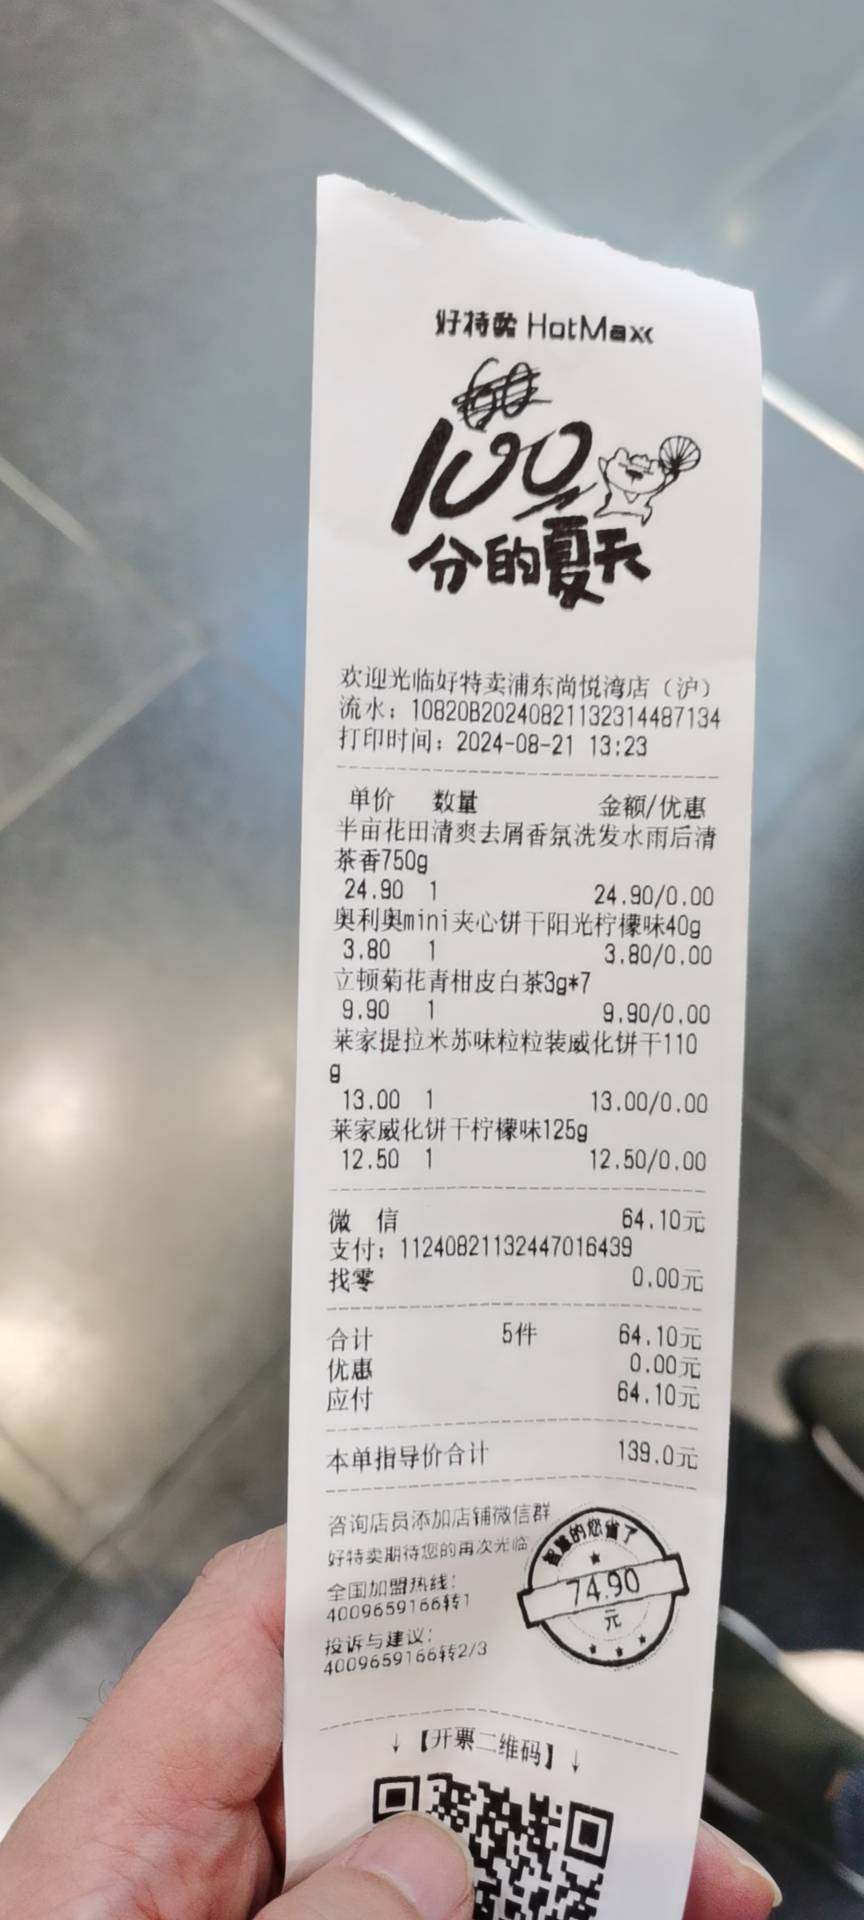 好特卖 HotMaxx
100
分的夏天
欢迎光临好特卖浦东尚悦湾店（沪）
流水：10820B202408211132314487134
打印时间：2024-08-21 13:23
单价 数量 金额/优惠
半亩花田清爽去屑香氛洗发水雨后清
茶香750g
24.90 1 24.90/0.00
奥利奥mini夹心饼干阳光柠檬味40g
3.80 1 3.80/0.00
立顿菊花青柑皮白茶3g*7
9.90 1 9.90/0.00
莱家提拉米苏味粒粒装威化饼干110
g
13.00 1 13.00/0.00
莱家威化饼干柠檬味125g
12.50 1 12.50/0.00
微 信 64.10元
支付：11240821132447016439
找零 0.00元
合计 5件 64.10元
优惠 0.00元
应付 64.10元
本单指导价合计 139.0元
咨询店员添加店铺微信群
好特卖期待您的再次光临
全国加盟热线：
4009659166转1
投诉与建议：
4009659166转2/3
智慧的您省了
74.90
元
↓【开票二维码】↓